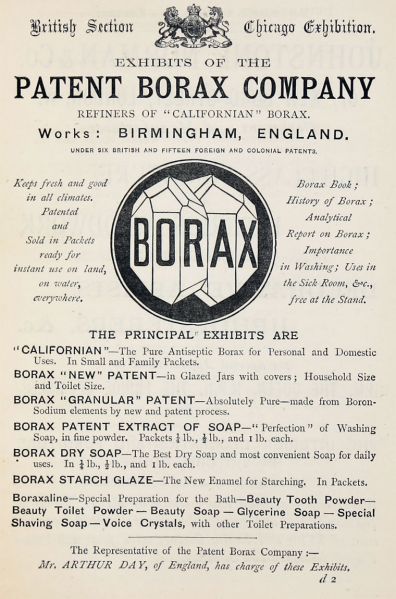 British Section Chicago Exhibition.
EXHIBITS OF THE
PATENT BORAX COMPANY
REFINERS OF "CALIFORNIAN" BORAX.
Works: BIRMINGHAM, ENGLAND.
UNDER SIX BRITISH AND FIFTEEN FOREIGN AND COLONIAL PATENTS.
Keeps fresh and good
in all climates.
Patented
and
Sold in Packets
ready for
instant use on land,
on water,
everywhere.
BORAX
Borax Book;
History of Borax;
Analytical
Report on Borax;
Importance
in Washing; Uses in
the Sick Room, &c.,
free at the Stand.
THE PRINCIPAL EXHIBITS ARE
"CALIFORNIAN"—The Pure Antiseptic Borax for Personal and Domestic
Uses. In Small and Family Packets.
BORAX "NEW" PATENT—in Glazed Jars with covers; Household Size
and Toilet Size.
BORAX "GRANULAR" PATENT—Absolutely Pure—made from Boron-
Sodium elements by new and patent process.
BORAX PATENT EXTRACT OF SOAP—"Perfection" of Washing
Soap, in fine powder. Packets ¼ lb., ½ lb., and 1 lb. each.
BORAX DRY SOAP—The Best Dry Soap and most convenient Soap for daily
uses. In ¼ lb., ½ lb., and 1 lb. each.
BORAX STARCH GLAZE—The New Enamel for Starching. In Packets.
Boraxaline—Special Preparation for the Bath—Beauty Tooth Powder—
Beauty Toilet Powder—Beauty Soap—Glycerine Soap—Special
Shaving Soap—Voice Crystals, with other Toilet Preparations.
The Representative of the Patent Borax Company:—
Mr. ARTHUR DAY, of England, has charge of these Exhibits.
d 2